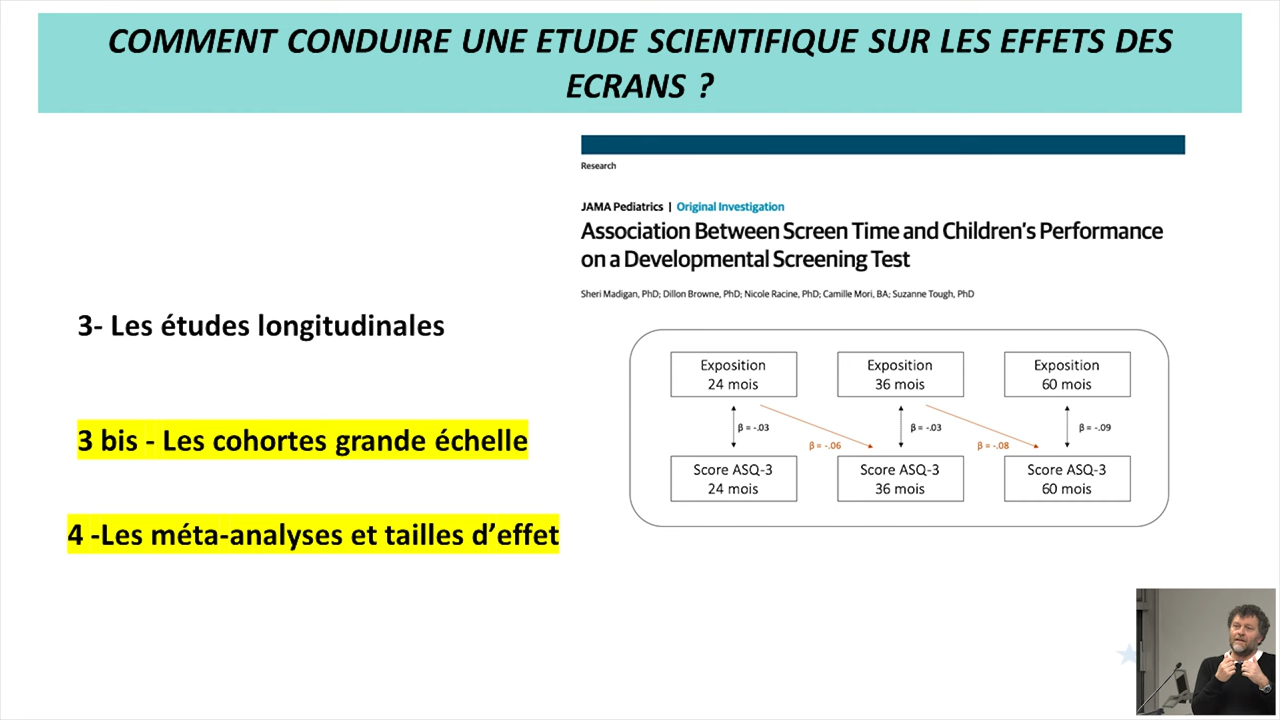 COMMENT CONDUIRE UNE ETUDE SCIENTIFIQUE SUR LES EFFETS DES
ECRANS ?
Research
JAMA Pediatrics | Original Investigation
Association Between Screen Time and Children's Performance
on a Developmental Screening Test
Sheri Madigan, PhD; Dillon Browne, PhD; Nicole Racine, PhD; Camille Mori, BA; Suzanne Tough, PhD
3- Les études longitudinales
3 bis - Les cohortes grande échelle
4 -Les méta-analyses et tailles d’effet
Exposition
24 mois
Exposition
36 mois
Exposition
60 mois
β = -.03
β = -.06
β = -.03
β = -.08
β = -.09
Score ASQ-3
24 mois
Score ASQ-3
36 mois
Score ASQ-3
60 mois